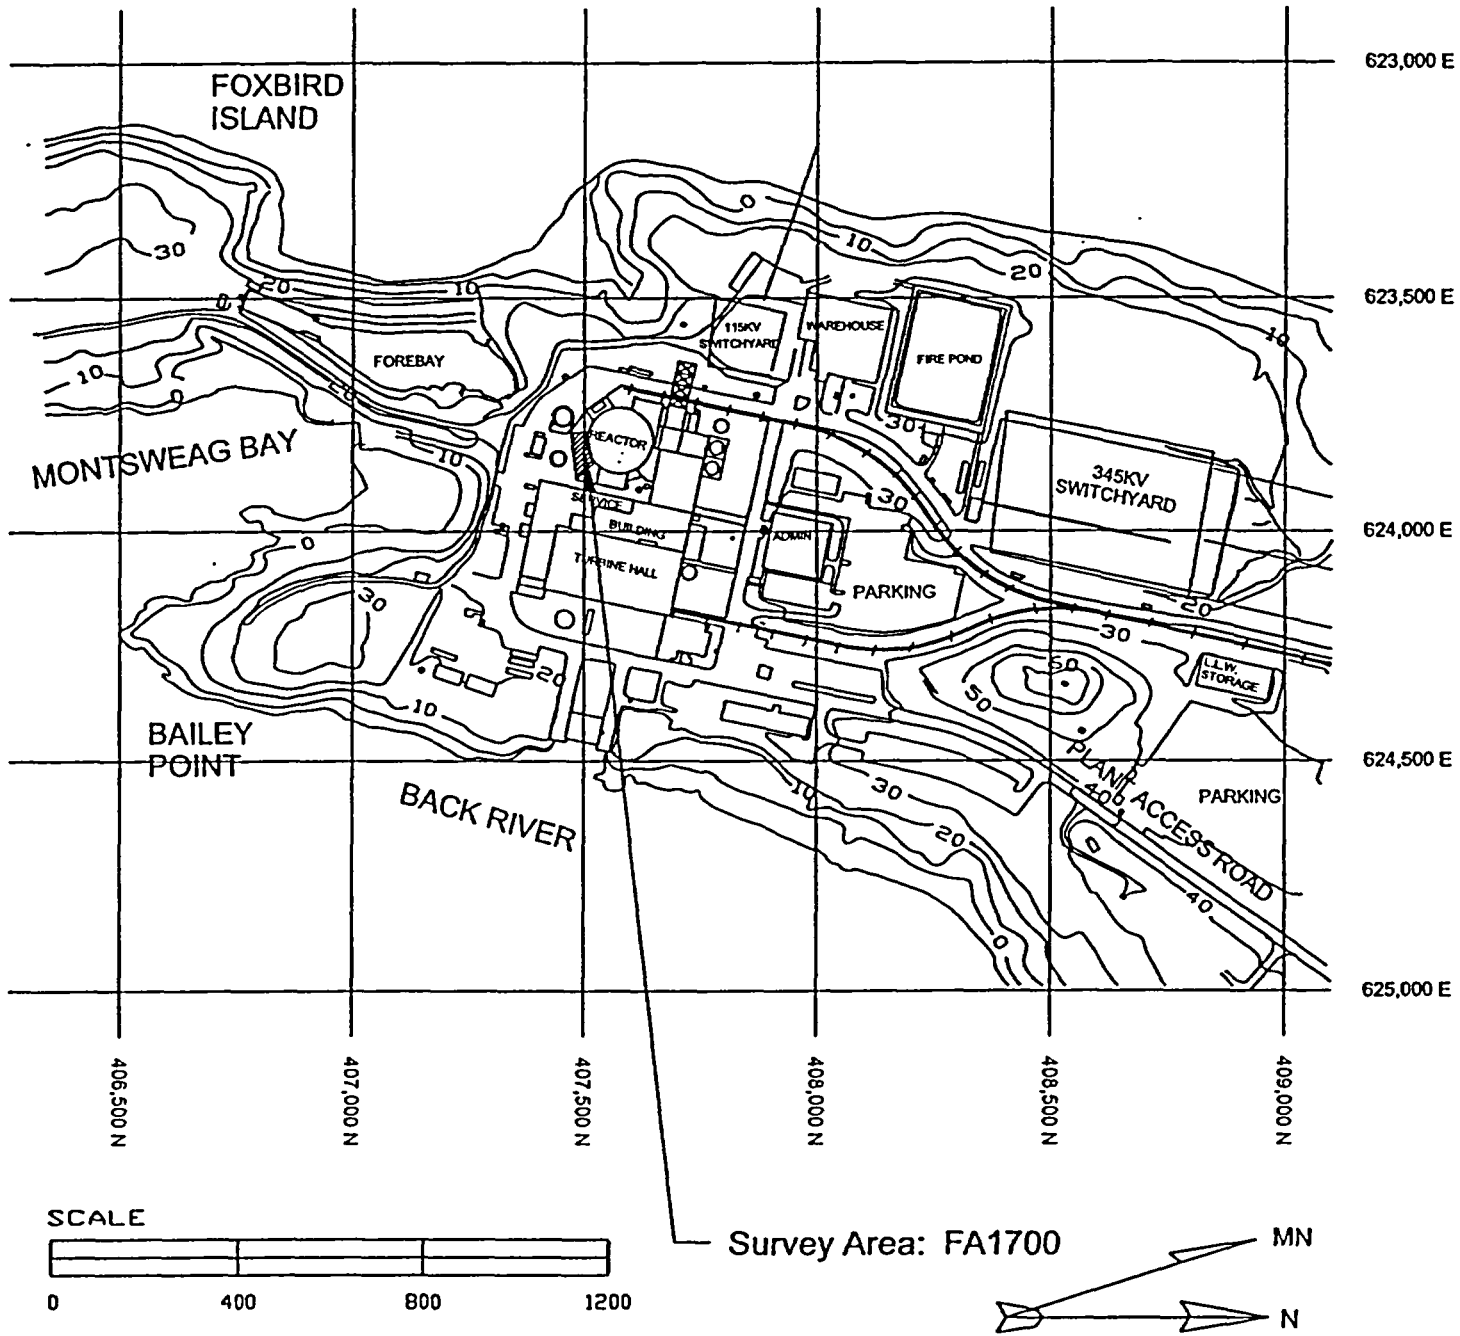 623,000 E
FOXBIRD
ISLAND
0
10
20
30
20
10
623,500 E
115KV
SWITCHYARD
WAREHOUSE
FIRE POND
10
FOREBAY
10
20
0
30
REACTOR
MONTSWEAG BAY
10
345KV
SWITCHYARD
30
SERVICE
BUILDING
624,000 E
ADMIN
0
TURBINE HALL
PARKING
30
20
30
50
L.L.W.
STORAGE
20
50
10
BAILEY
POINT
PLANT ACCESS ROAD
624,500 E
10
30
40
PARKING
BACK RIVER
20
40
0
625,000 E
406,500 N
407,000 N
407,500 N
408,000 N
408,500 N
409,000 N
SCALE
0 400 800 1200
Survey Area: FA1700
MN
N